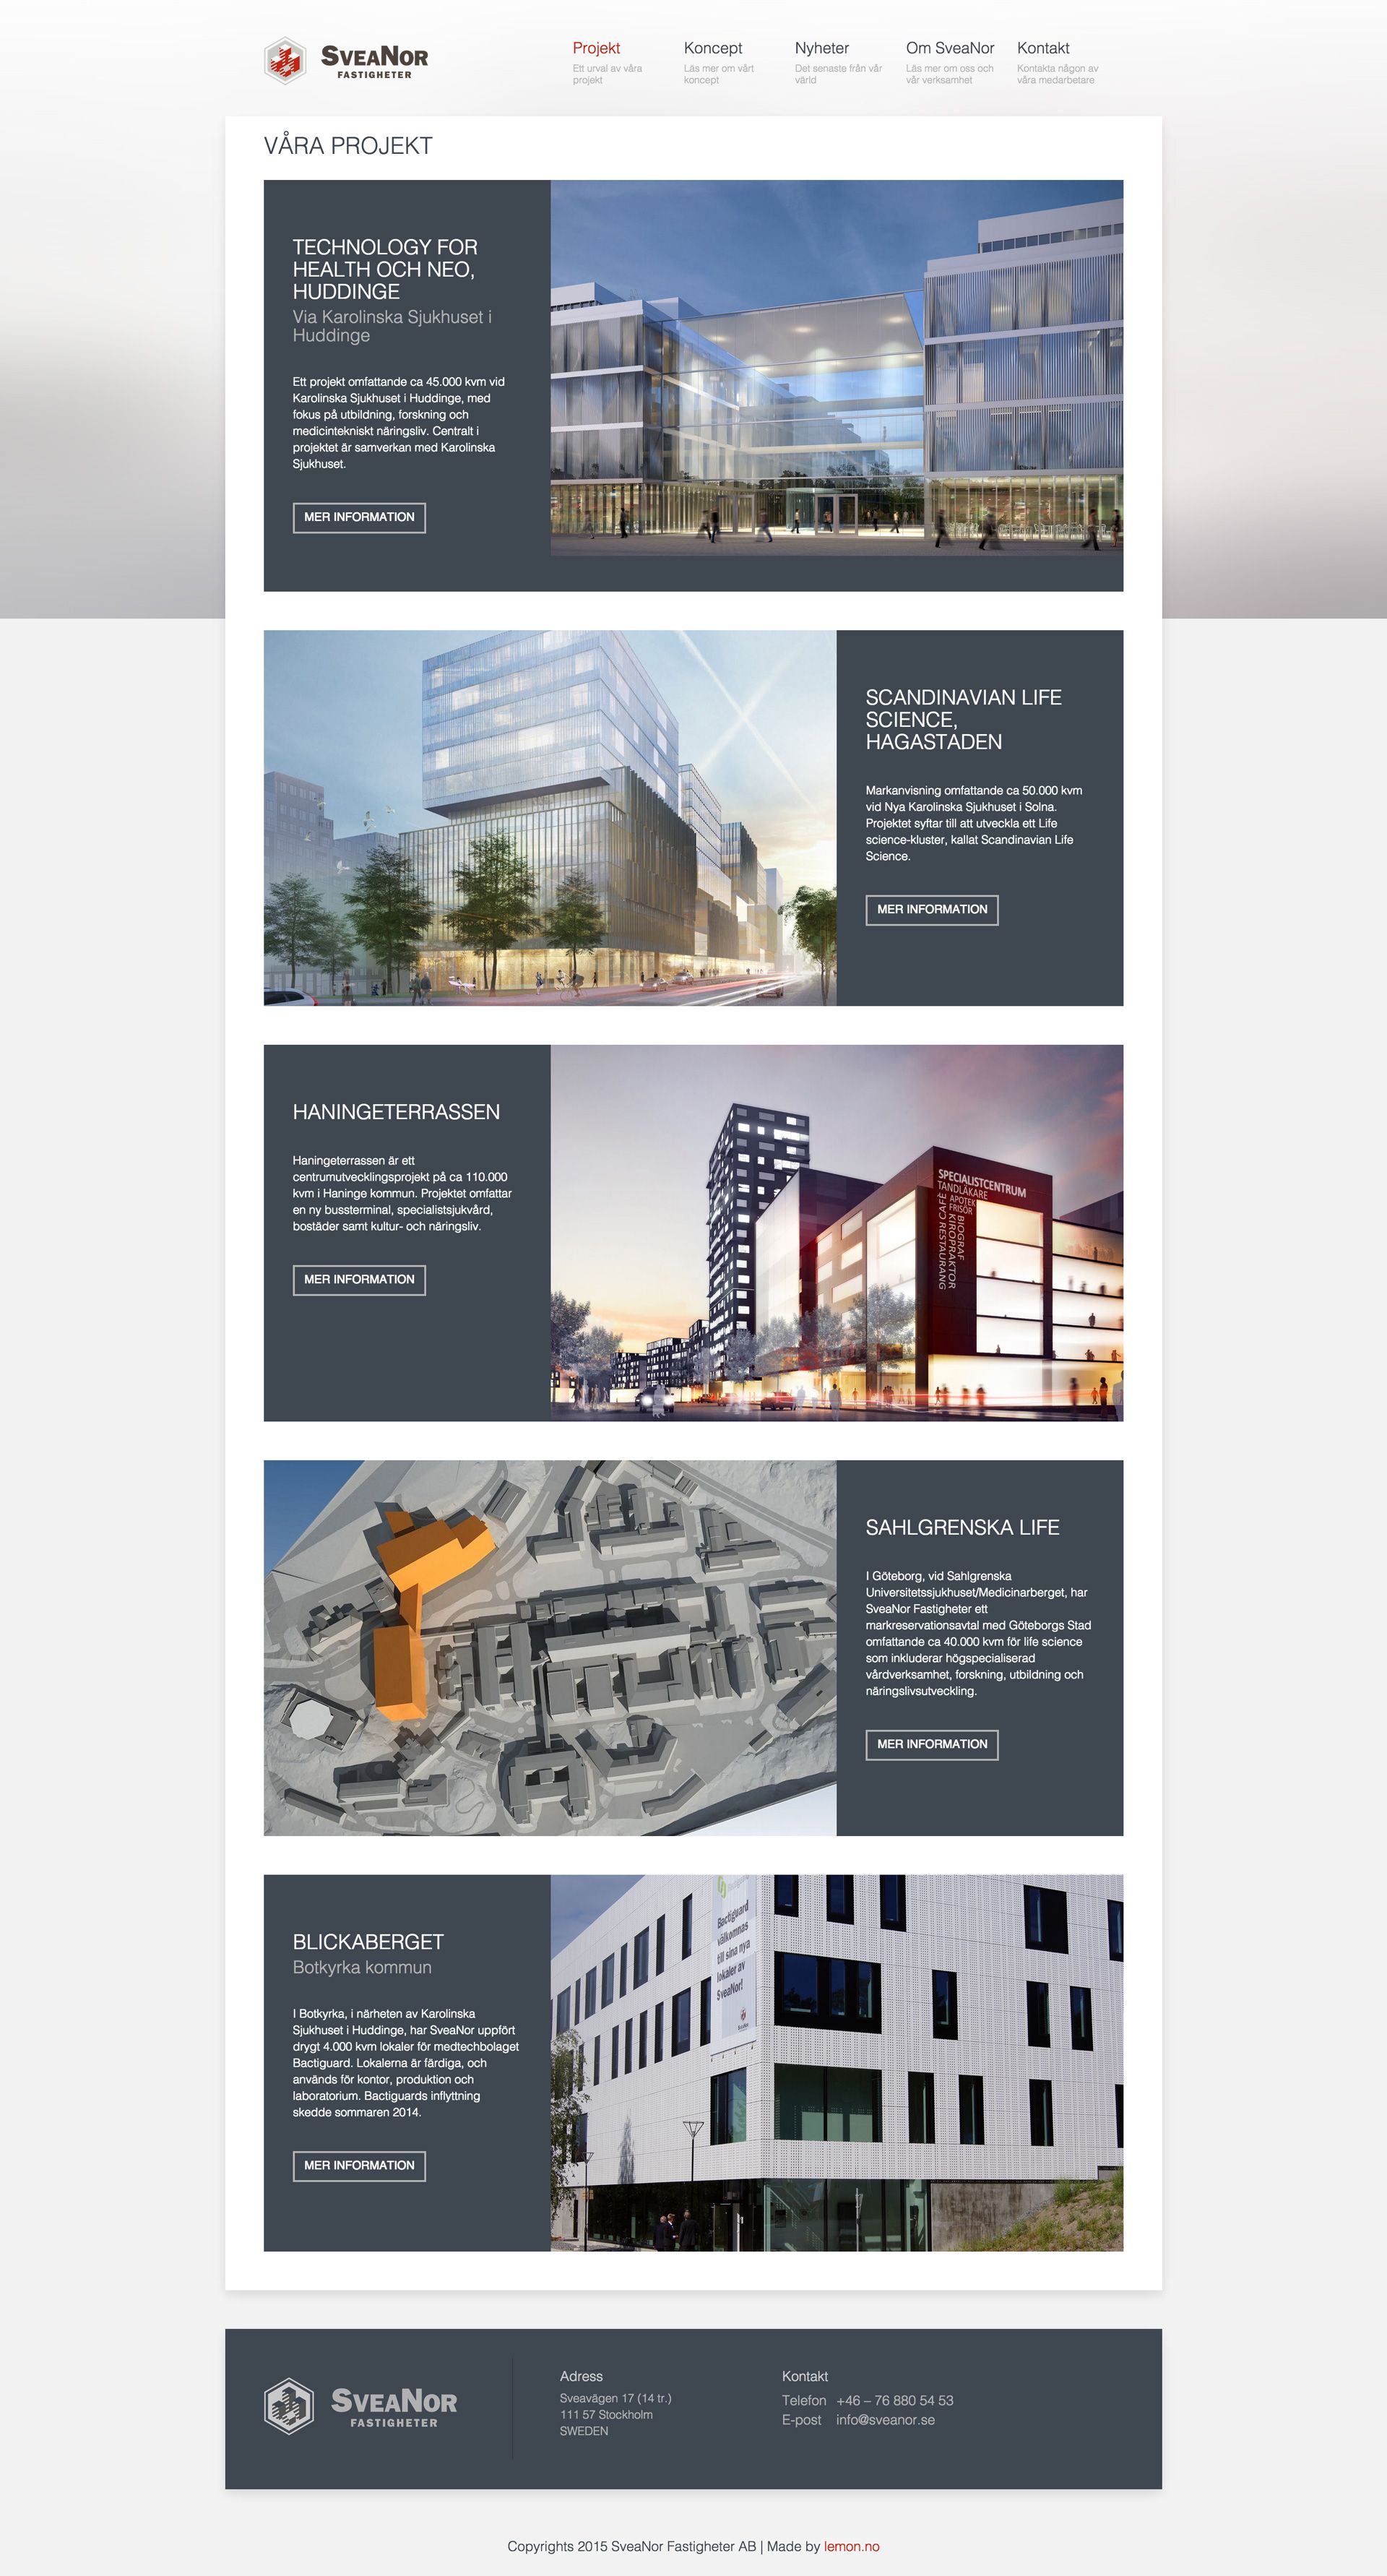 SVEANOR
FASTIGHETER
Projekt
Ett urval av våra
projekt
Koncept
Läs mer om vårt
koncept
Nyheter
Det senaste från vår
värld
Om SveaNor
Läs mer om oss och
vår verksamhet
Kontakt
Kontakta någon av
våra medarbetare
VÅRA PROJEKT
TECHNOLOGY FOR
HEALTH OCH NEO,
HUDDINGE
Via Karolinska Sjukhuset i
Huddinge
Ett projekt omfattande ca 45.000 kvm vid
Karolinska Sjukhuset i Huddinge, med
fokus på utbildning, forskning och
medicintekniskt näringsliv. Centralt i
projektet är samverkan med Karolinska
Sjukhuset.
MER INFORMATION
SCANDINAVIAN LIFE
SCIENCE,
HAGASTADEN
Markanvisning omfattande ca 50.000 kvm
vid Nya Karolinska Sjukhuset i Solna.
Projektet syftar till att utveckla ett Life
science-kluster, kallat Scandinavian Life
Science.
MER INFORMATION
HANINGETERRASSEN
Haningeterrassen är ett
centrumutvecklingsprojekt på ca 110.000
kvm i Haninge kommun. Projektet omfattar
en ny bussterminal, specialistsjukvård,
bostäder samt kultur- och näringsliv.
MER INFORMATION
SPECIALISTCENTRUM
TANDLÄKARE
APOTEK
FRISÖR
BIOGRAF
KIROPRAKTOR
CAFÉ RESTAURANG
SAHLGRENSKA LIFE
I Göteborg, vid Sahlgrenska
Universitetssjukhuset/Medicinarberget, har
SveaNor Fastigheter ett
markreservationsavtal med Göteborgs Stad
omfattande ca 40.000 kvm för life science
som inkluderar högspecialiserad
vårdverksamhet, forskning, utbildning och
näringslivsutveckling.
MER INFORMATION
BLICKABERGET
Botkyrka kommun
I Botkyrka, i närheten av Karolinska
Sjukhuset i Huddinge, har SveaNor uppfört
drygt 4.000 kvm lokaler för medtechbolaget
Bactiguard. Lokalerna är färdiga, och
används för kontor, produktion och
laboratorium. Bactiguards inflyttning
skedde sommaren 2014.
MER INFORMATION
Bactiguard
välkomnas
till sina nya
lokaler av
SveaNor!
SVEANOR
FASTIGHETER
Adress
Sveavägen 17 (14 tr.)
111 57 Stockholm
SWEDEN
Kontakt
Telefon +46 – 76 880 54 53
E-post info@sveanor.se
Copyrights 2015 SveaNor Fastigheter AB | Made by lemon.no